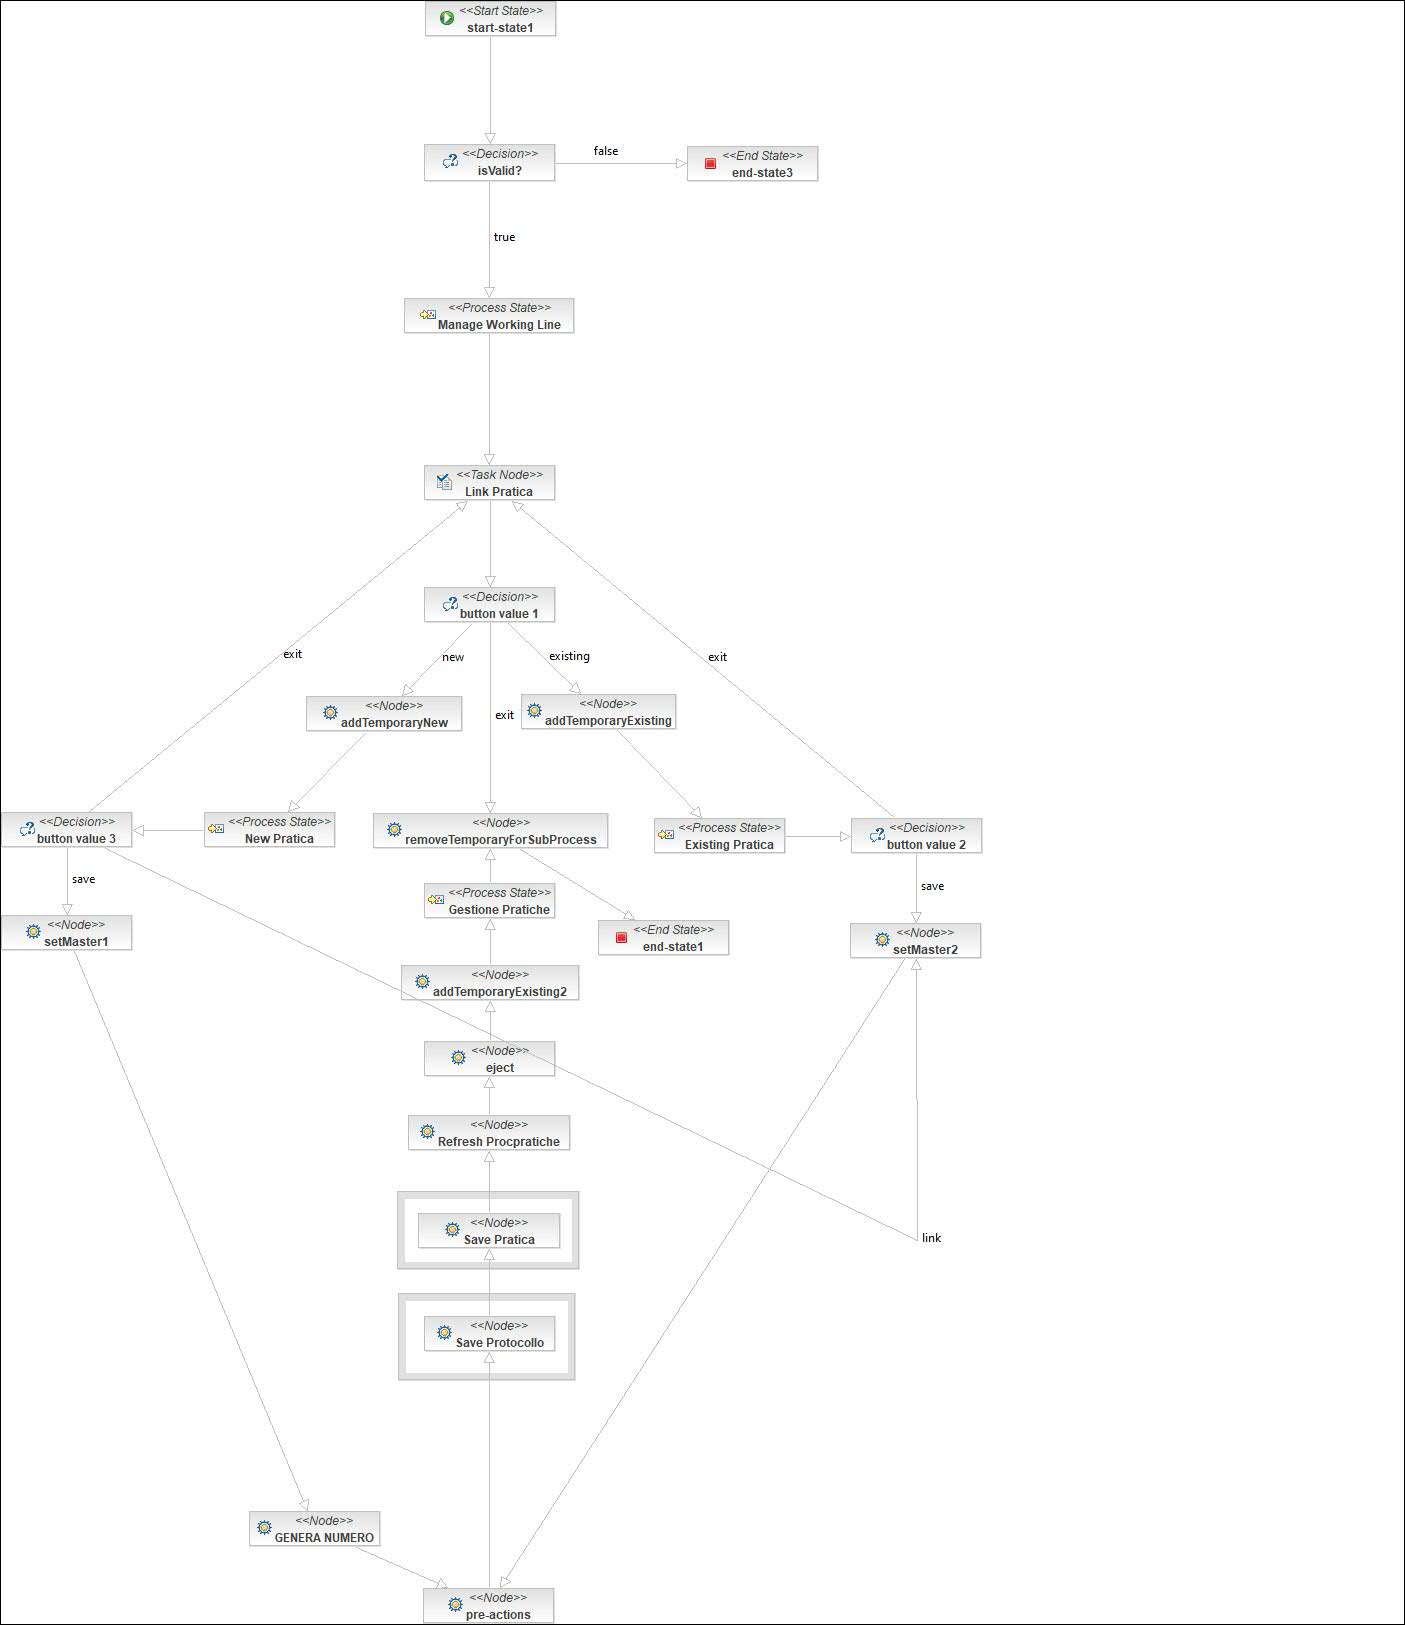 <<Start State>>
start-state1
<<Decision>>
isValid?
false
<<End State>>
end-state3
true
<<Process State>>
Manage Working Line
<<Task Node>>
Link Pratica
<<Decision>>
button value 1
exit
new
existing
exit
<<Node>>
addTemporaryNew
exit
<<Node>>
addTemporaryExisting
<<Decision>>
button value 3
<<Process State>>
New Pratica
<<Node>>
removeTemporaryForSubProcess
<<Process State>>
Existing Pratica
<<Decision>>
button value 2
save
<<Process State>>
Gestione Pratiche
save
<<Node>>
setMaster1
<<End State>>
end-state1
<<Node>>
setMaster2
<<Node>>
addTemporaryExisting2
<<Node>>
eject
<<Node>>
Refresh Procpratiche
<<Node>>
Save Pratica
link
<<Node>>
Save Protocollo
<<Node>>
GENERA NUMERO
<<Node>>
pre-actions